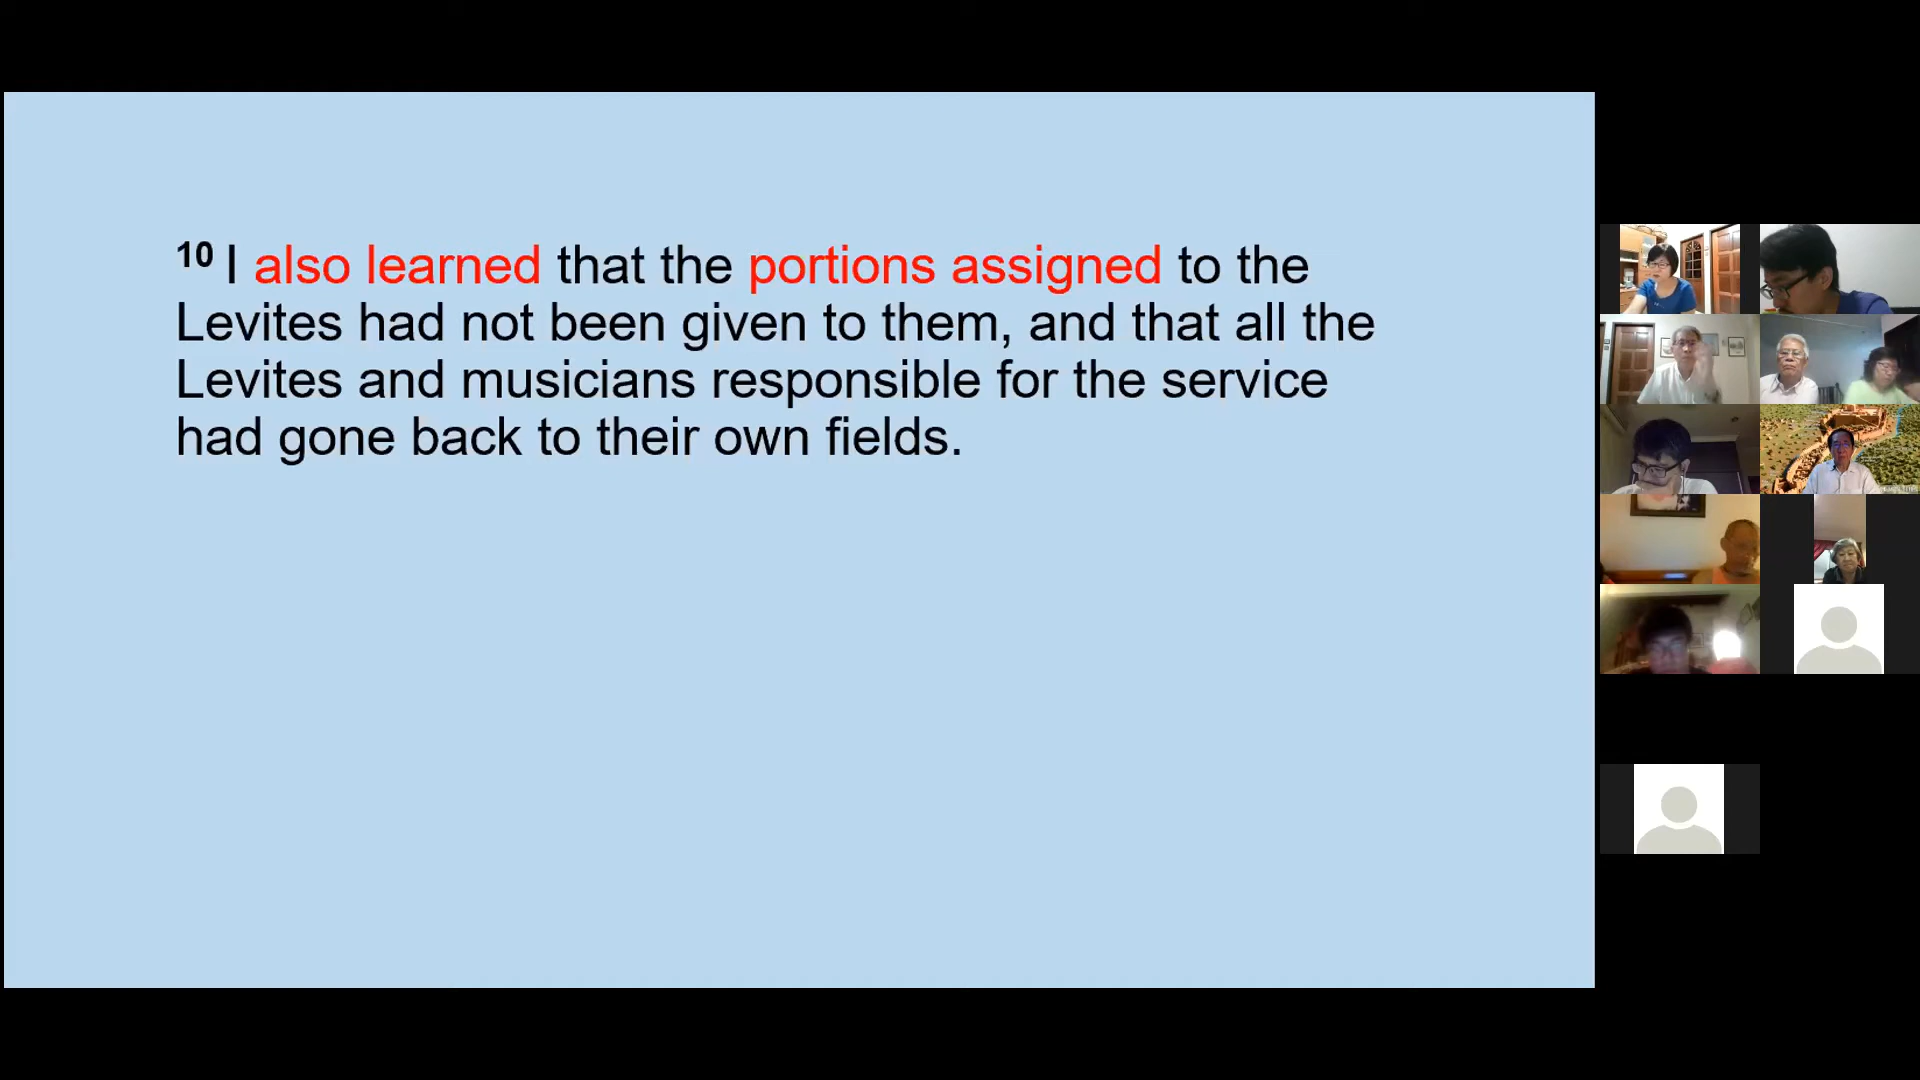 10 I also learned that the portions assigned to the
Levites had not been given to them, and that all the
Levites and musicians responsible for the service
had gone back to their own fields.